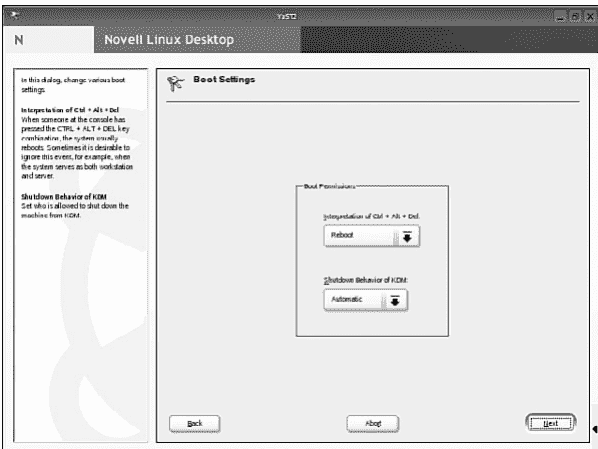 YaST2
N
Novell Linux Desktop
In this dialog, change various boot
settings.
Interpretation of Ctrl + Alt + Del
When someone at the console has
pressed the CTRL + ALT + DEL key
combination, the system usually
reboots. Sometimes it is desirable to
ignore this event, for example, when
the system serves as both workstation
and server.
Shutdown Behavior of KDM
Set who is allowed to shut down the
machine from KDM.
Boot Settings
Boot Permissions
Interpretation of Ctrl + Alt + Del:
Reboot
Shutdown Behavior of KDM:
Automatic
Back
Abort
Next